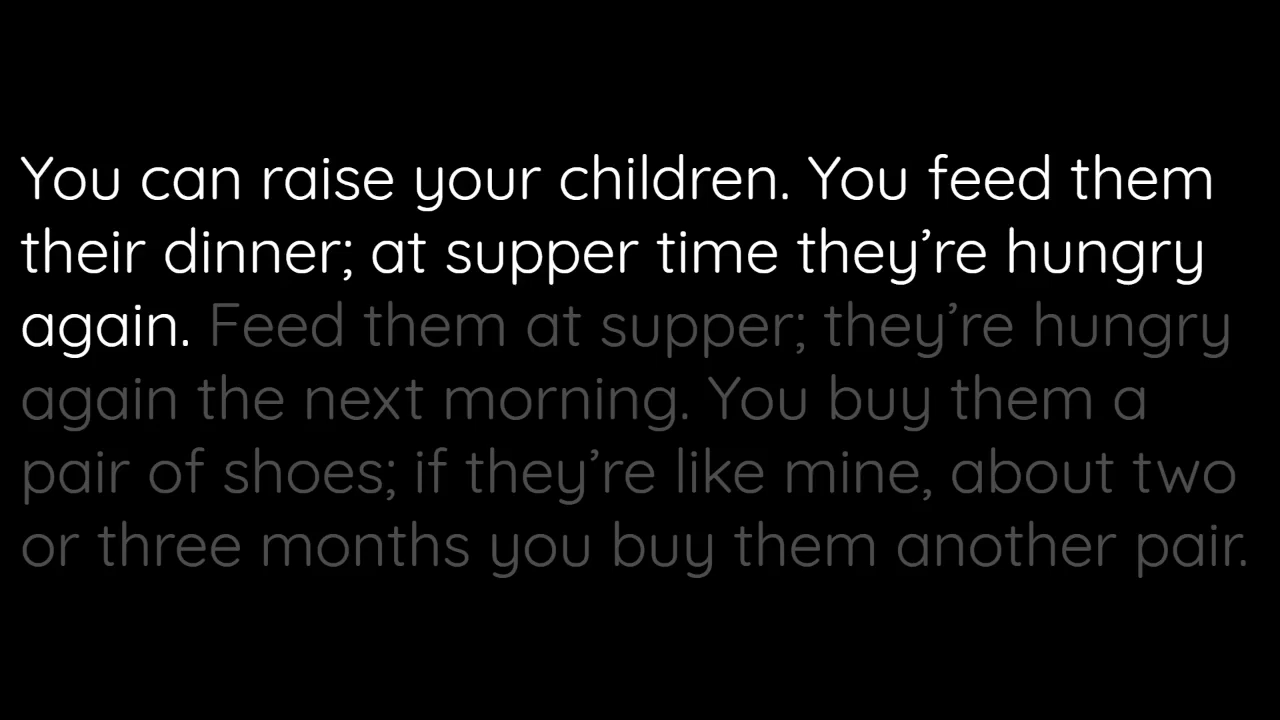 You can raise your children. You feed them
their dinner; at supper time they’re hungry
again. Feed them at supper; they’re hungry
again the next morning. You buy them a
pair of shoes; if they’re like mine, about two
or three months you buy them another pair.